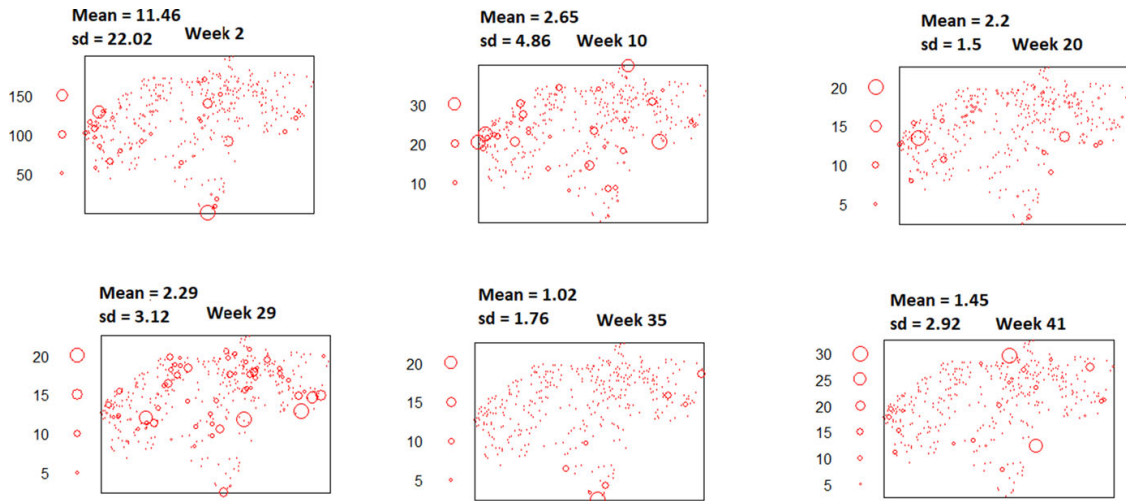 Mean = 11.46
sd = 22.02
Week 2
150
100
50
Mean = 2.65
sd = 4.86
Week 10
30
20
10
Mean = 2.2
sd = 1.5
Week 20
20
15
10
5
Mean = 2.29
sd = 3.12
Week 29
20
15
10
5
Mean = 1.02
sd = 1.76
Week 35
20
15
10
5
Mean = 1.45
sd = 2.92
Week 41
30
25
20
15
10
5